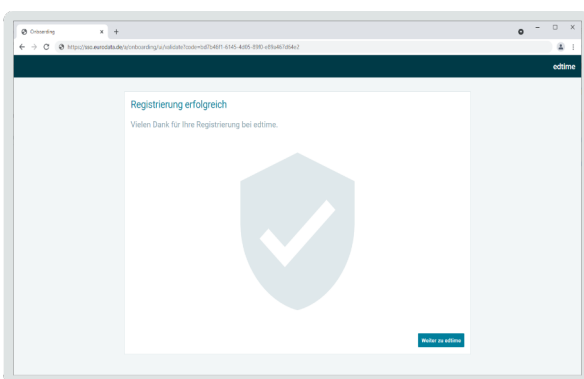 Onboarding
edtime
Registrierung erfolgreich
Vielen Dank für Ihre Registrierung bei edtime.
Weiter zu edtime